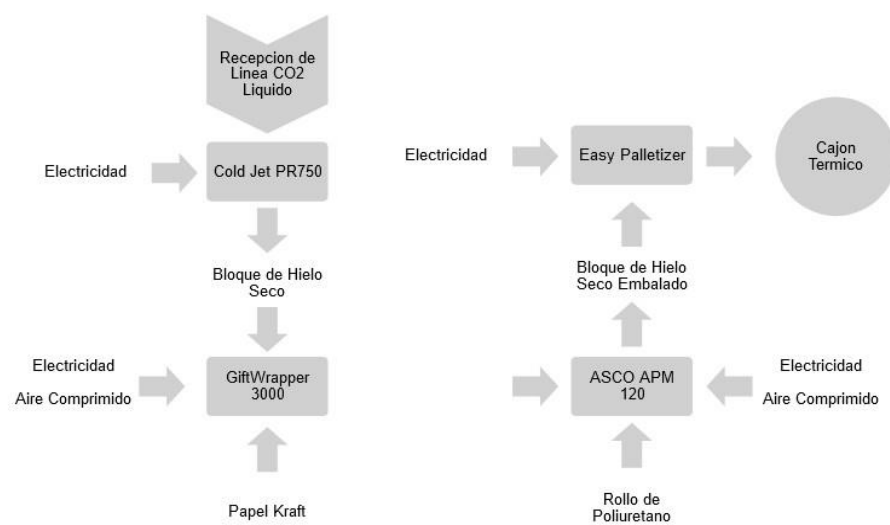 Recepcion de
Linea CO2
Liquido
Electricidad
Cold Jet PR750
Bloque de Hielo
Seco
Electricidad
Aire Comprimido
GiftWrapper
3000
Papel Kraft
Electricidad
Easy Palletizer
Cajon
Termico
Bloque de Hielo
Seco Embalado
ASCO APM
120
Electricidad
Aire Comprimido
Rollo de
Poliuretano